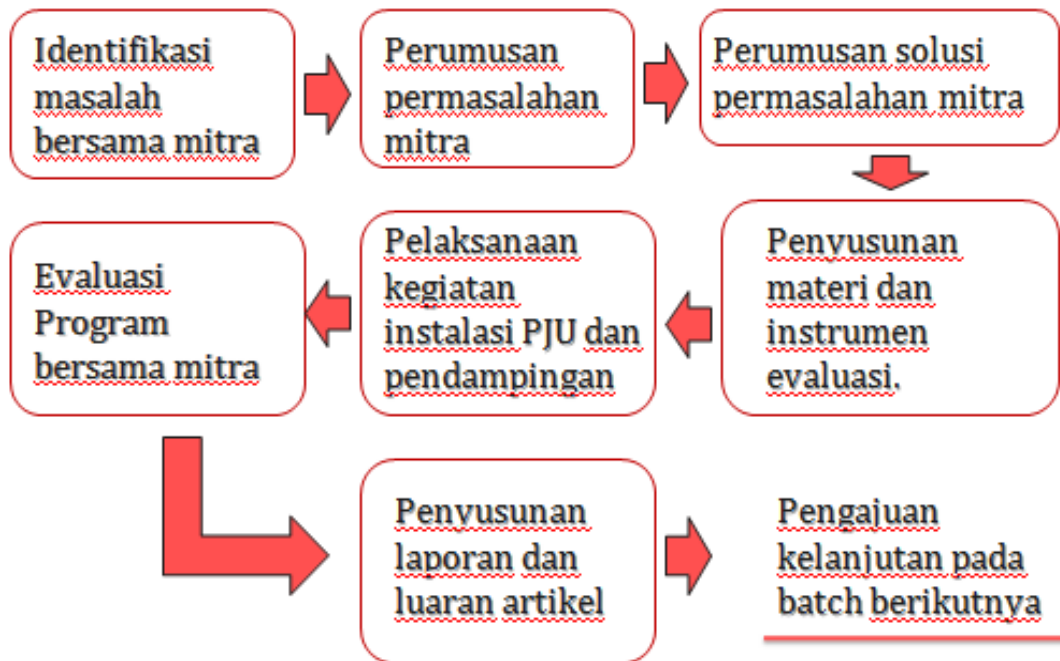 Identifikasi
masalah
bersama mitra
Perumusan
permasalahan
mitra
Perumusan solusi
permasalahan mitra
Penyusunan
materi dan
instrumen
evaluasi.
Pelaksanaan
kegiatan
instalasi PJU dan
pendampingan
Evaluasi
Program
bersama mitra
Penyusunan
laporan dan
luaran artikel
Pengajuan
kelanjutan pada
batch berikutnya